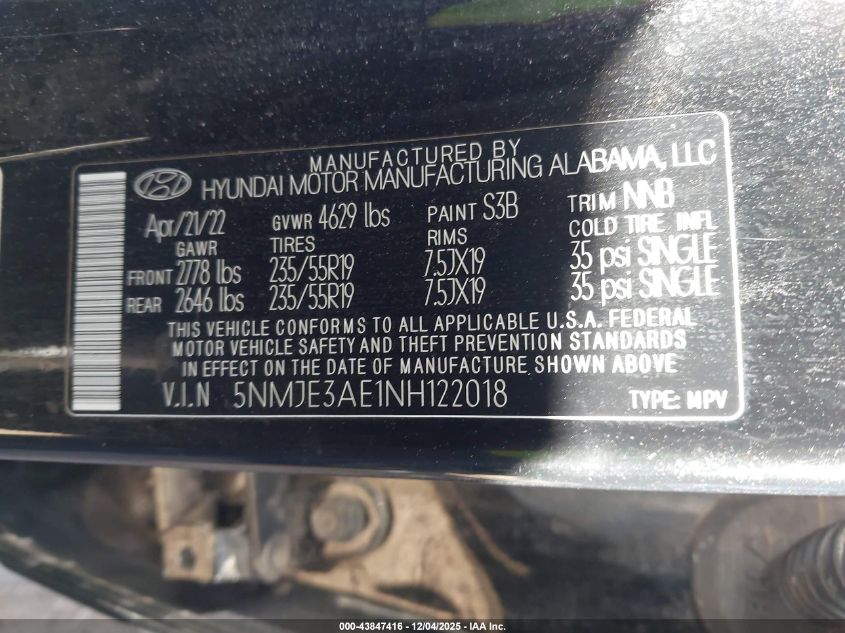 MANUFACTURED BY
HYUNDAI MOTOR MANUFACTURING ALABAMA, LLC
Apr/21/22 GVWR 4629 lbs PAINT S3B TRIM NNB
GAWR TIRES RIMS COLD TIRE INFL
FRONT 2778 lbs 235/55R19 7.5JX19 35 psi SINGLE
REAR 2646 lbs 235/55R19 7.5JX19 35 psi SINGLE
THIS VEHICLE CONFORMS TO ALL APPLICABLE U.S.A. FEDERAL
MOTOR VEHICLE SAFETY AND THEFT PREVENTION STANDARDS
IN EFFECT ON THE DATE OF MANUFACTURE SHOWN ABOVE
V.I.N 5NMJE3AE1NH122018 TYPE: MPV
000-43847416 - 12/04/2025 - IAA Inc.